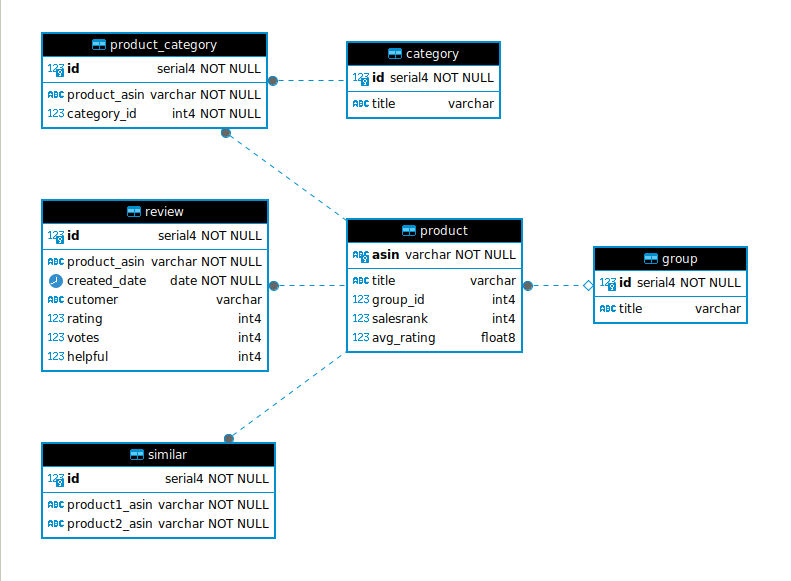 product_category
123 id serial4 NOT NULL
ABC product_asin varchar NOT NULL
123 category_id int4 NOT NULL
category
123 id serial4 NOT NULL
ABC title varchar
review
123 id serial4 NOT NULL
ABC product_asin varchar NOT NULL
created_date date NOT NULL
ABC cutomer varchar
123 rating int4
123 votes int4
123 helpful int4
product
ABC asin varchar NOT NULL
ABC title varchar
123 group_id int4
123 salesrank int4
123 avg_rating float8
group
123 id serial4 NOT NULL
ABC title varchar
similar
123 id serial4 NOT NULL
ABC product1_asin varchar NOT NULL
ABC product2_asin varchar NOT NULL